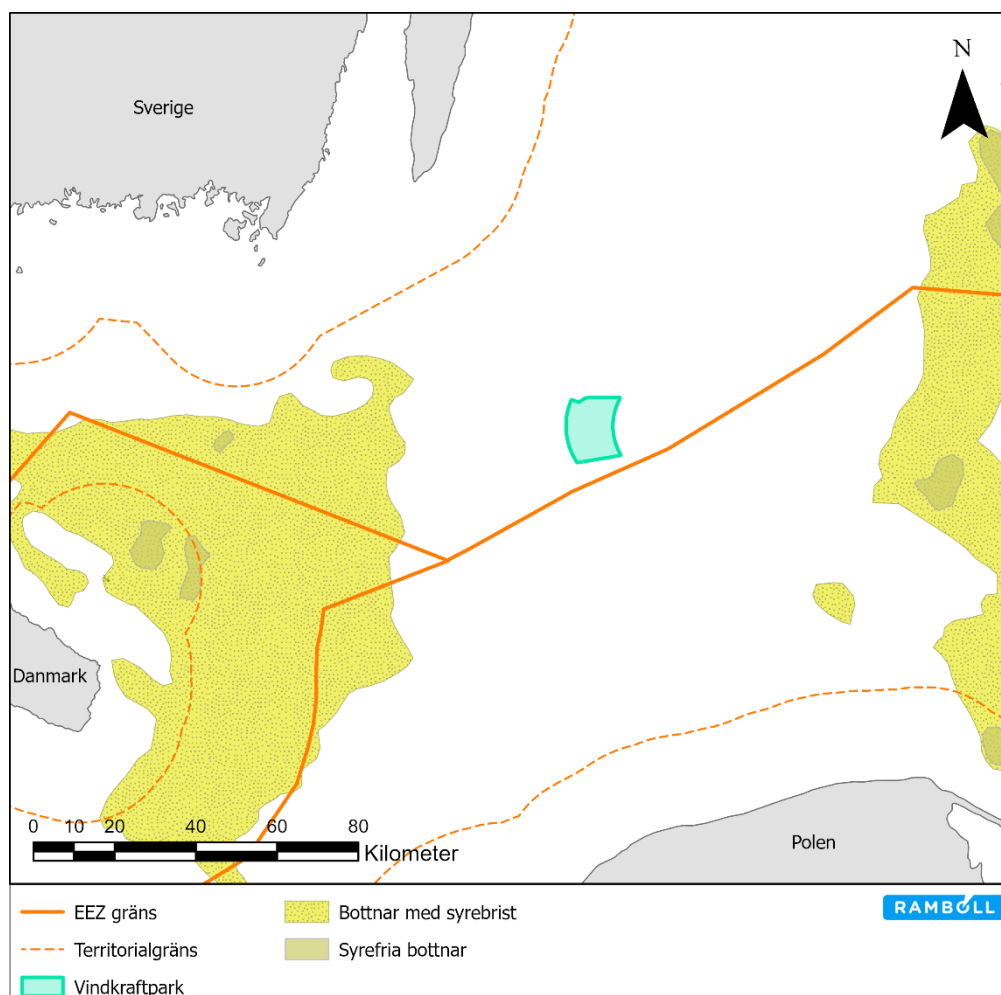 Sverige
N
Danmark
Polen
0 10 20 40 60 80
Kilometer
EEZ gräns
Territorialgräns
Vindkraftpark
Bottnar med syrebrist
Syrefria bottnar
RAMBOLL